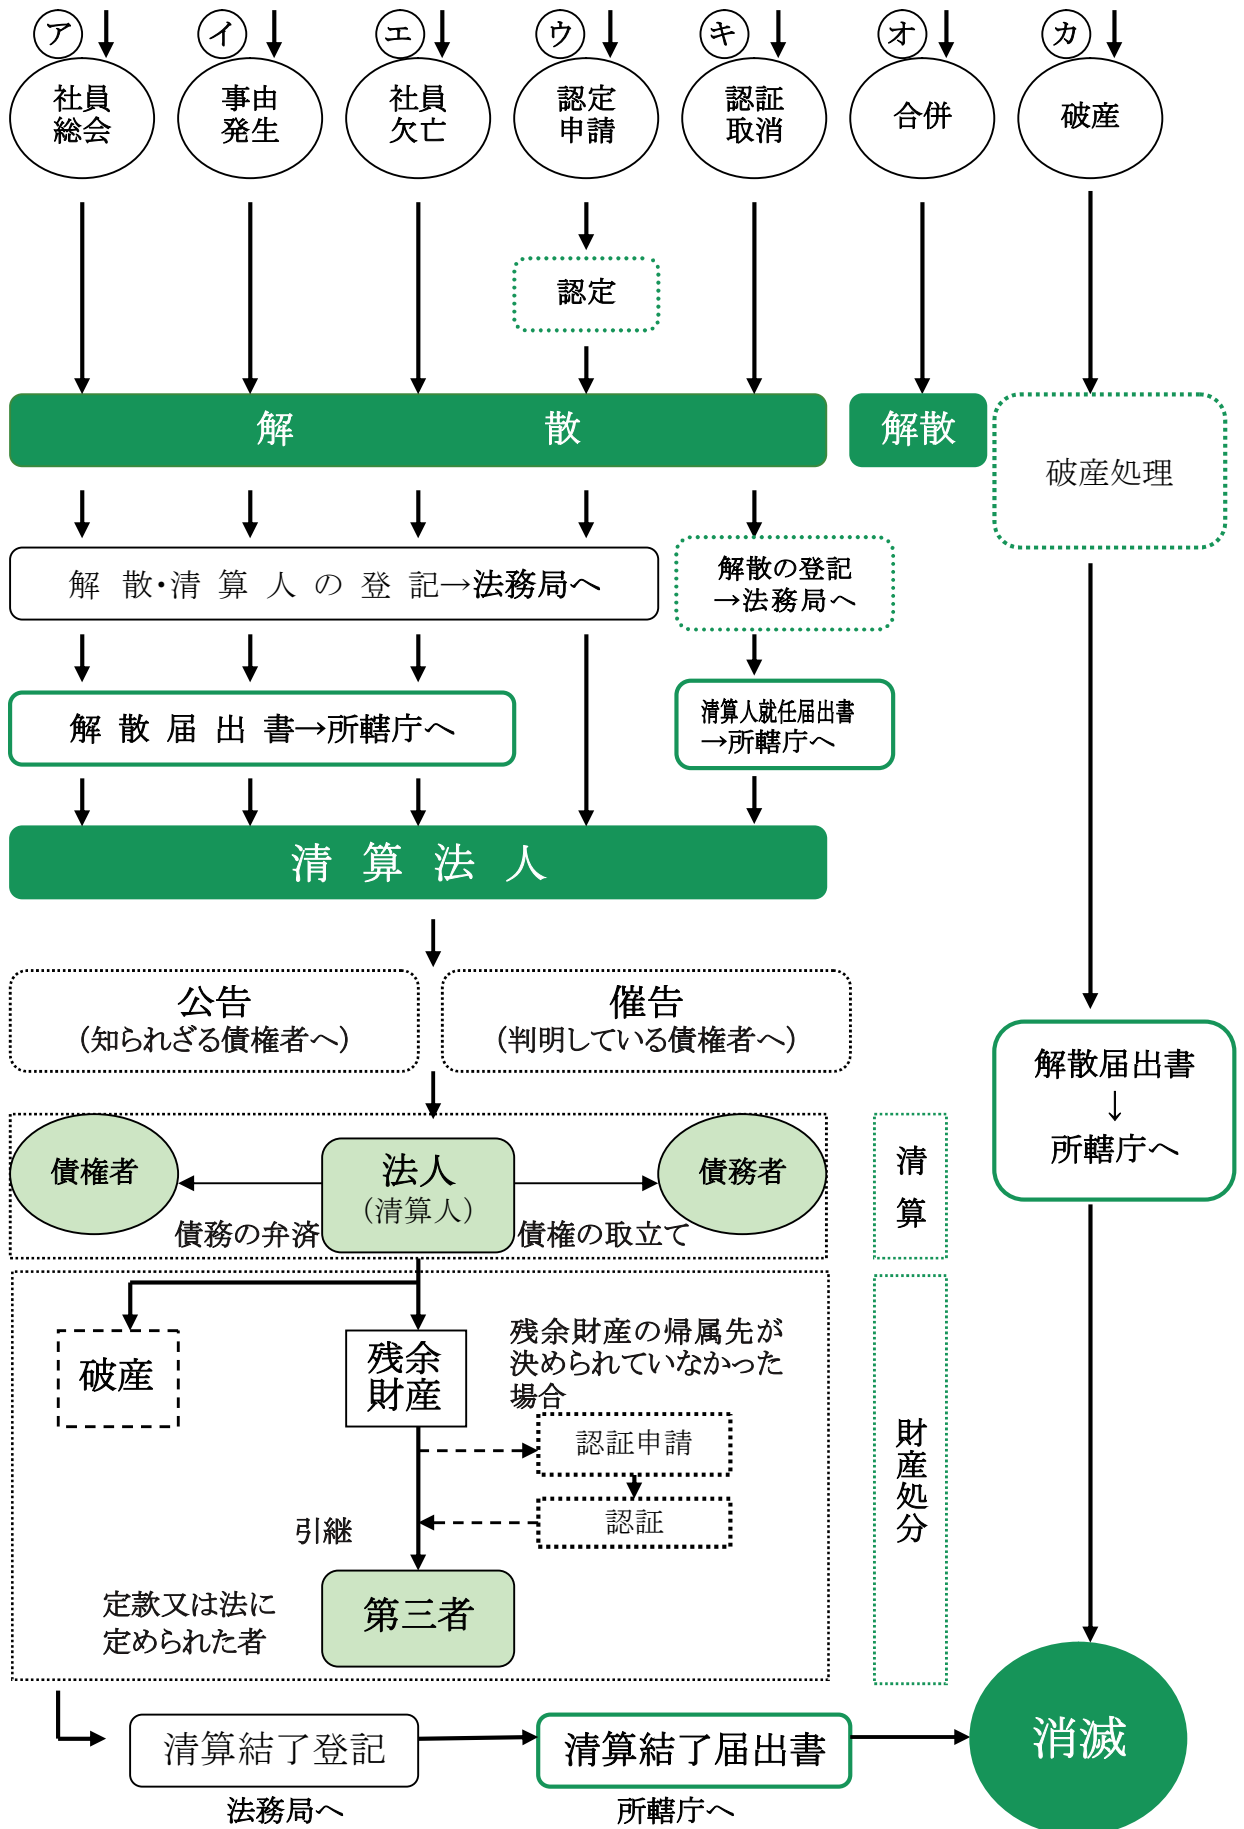 ア イ エ ウ キ オ カ
社員
総会
事由
発生
社員
欠亡
認定
申請
認証
取消
合併
破産
認定
解 散
解散
破産処理
解 散・清 算 人 の 登 記→法務局へ
解散の登記
→法務局へ
解 散 届 出 書→所轄庁へ
清算人就任届出書
→所轄庁へ
清 算 法 人
公告
（知られざる債権者へ）
催告
（判明している債権者へ）
解散届出書
↓
所轄庁へ
債権者
法人
（清算人）
債務者
債務の弁済
債権の取立て
清
算
破産
残余
財産
残余財産の帰属先が
決められていなかった
場合
認証申請
認証
引継
第三者
定款又は法に
定められた者
財
産
処
分
清算結了登記
法務局へ
清算結了届出書
所轄庁へ
消滅